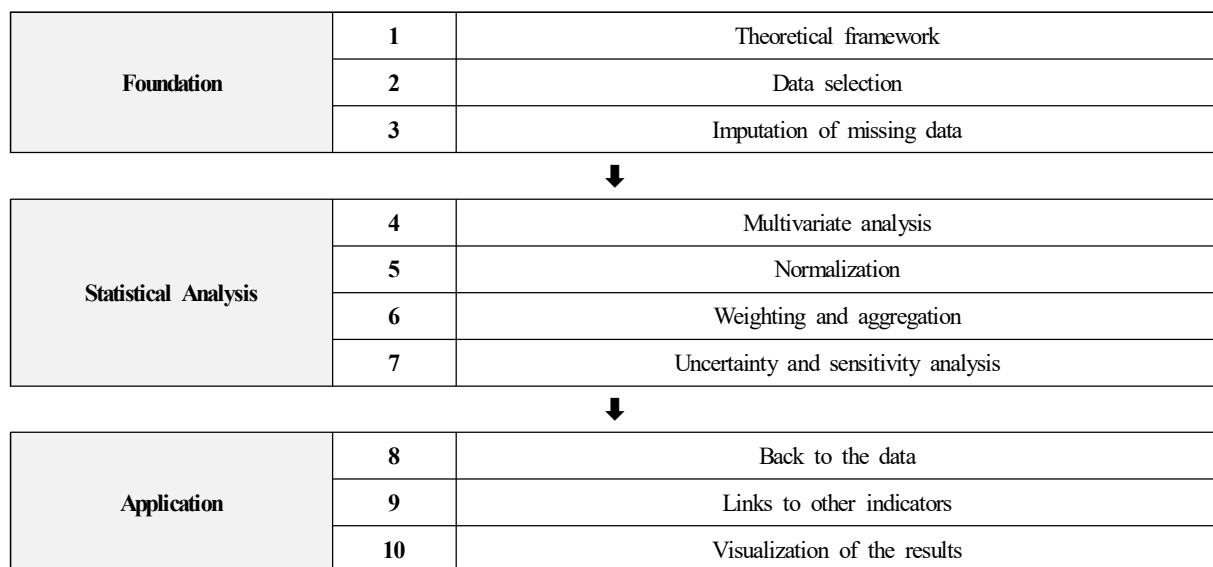 Foundation
1 Theoretical framework
2 Data selection
3 Imputation of missing data
Statistical Analysis
4 Multivariate analysis
5 Normalization
6 Weighting and aggregation
7 Uncertainty and sensitivity analysis
Application
8 Back to the data
9 Links to other indicators
10 Visualization of the results